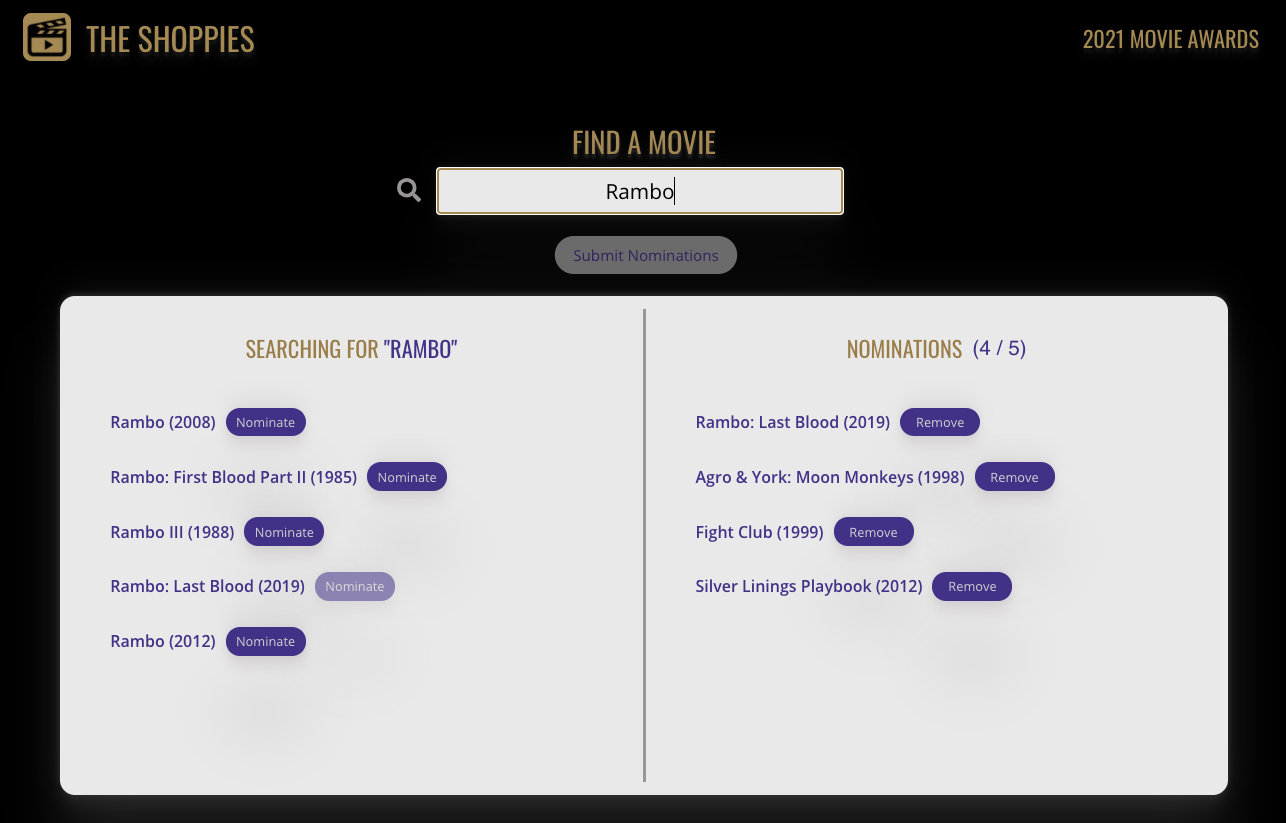 THE SHOPPIES
2021 MOVIE AWARDS
FIND A MOVIE
Rambo
Submit Nominations
SEARCHING FOR "RAMBO"
Rambo (2008) Nominate
Rambo: First Blood Part II (1985) Nominate
Rambo III (1988) Nominate
Rambo: Last Blood (2019) Nominate
Rambo (2012) Nominate
NOMINATIONS (4 / 5)
Rambo: Last Blood (2019) Remove
Agro & York: Moon Monkeys (1998) Remove
Fight Club (1999) Remove
Silver Linings Playbook (2012) Remove